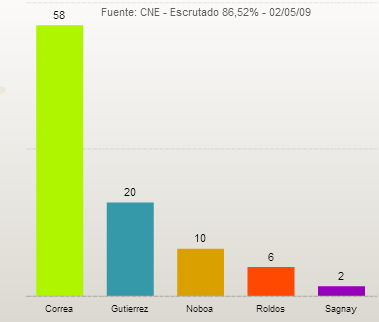 Fuente: CNE - Escrutado 86,52% - 02/05/09
58
20
10
6
2
Correa
Gutierrez
Noboa
Roldos
Sagnay